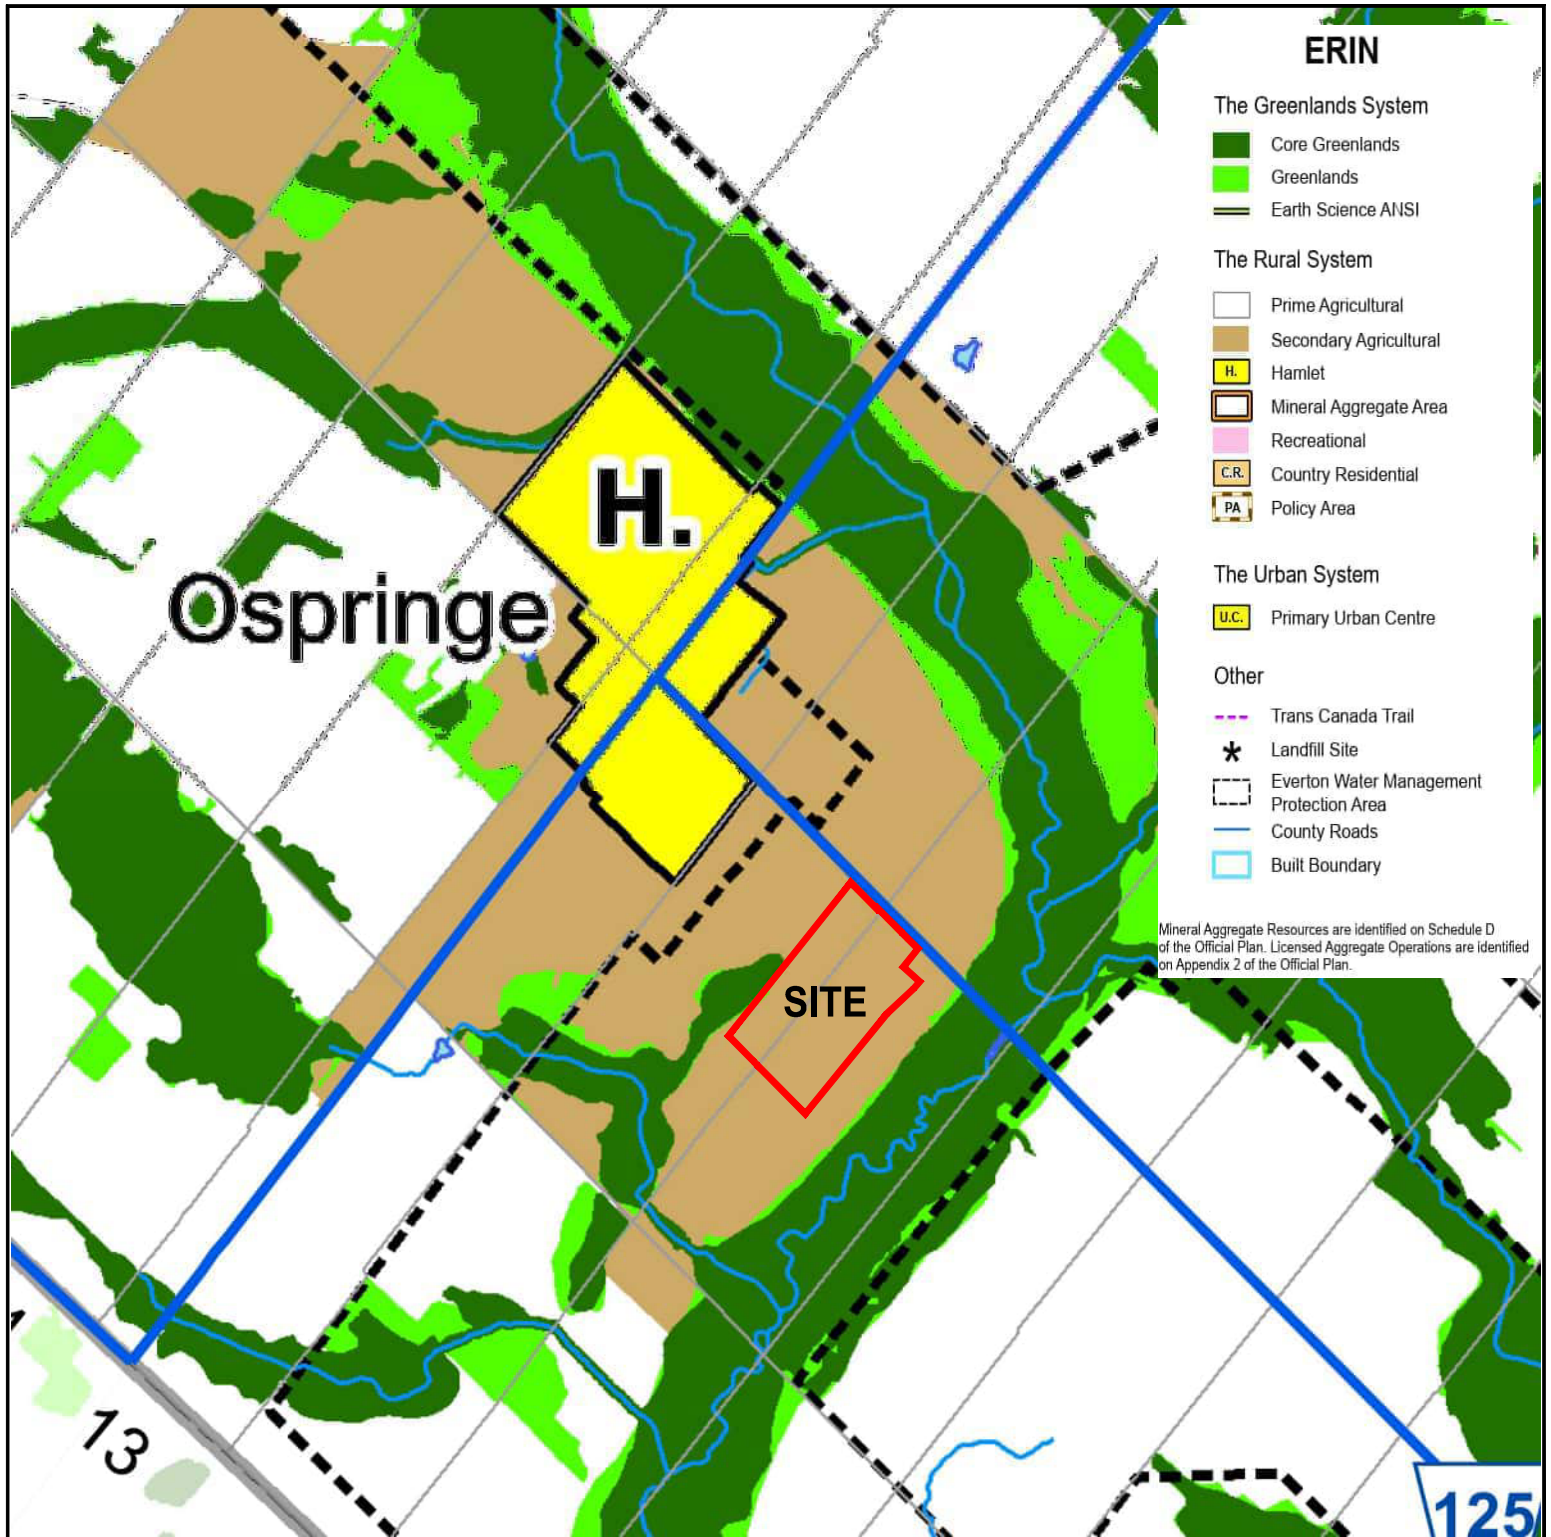 ERIN
The Greenlands System
Core Greenlands
Greenlands
Earth Science ANSI
The Rural System
Prime Agricultural
Secondary Agricultural
H. Hamlet
Mineral Aggregate Area
Recreational
C.R. Country Residential
PA Policy Area
The Urban System
U.C. Primary Urban Centre
Other
Trans Canada Trail
* Landfill Site
Everton Water Management
Protection Area
County Roads
Built Boundary
Mineral Aggregate Resources are identified on Schedule D
of the Official Plan. Licensed Aggregate Operations are identified
on Appendix 2 of the Official Plan.
H.
Ospringe
SITE
13
125